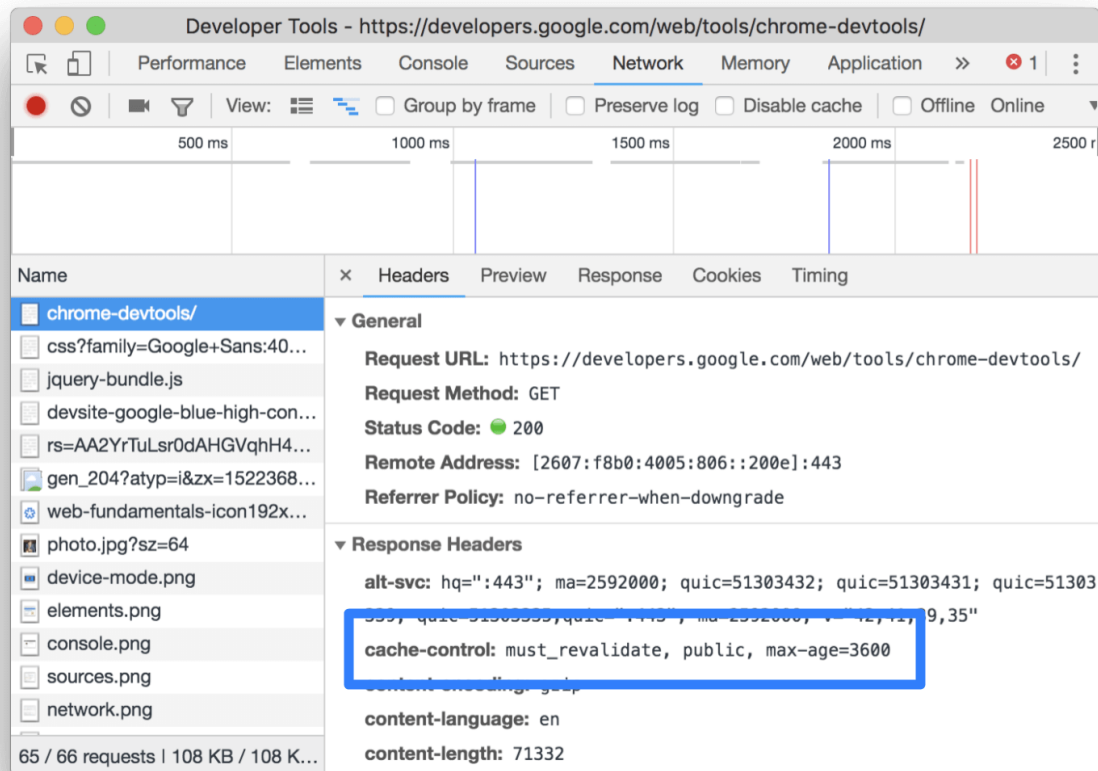 Developer Tools - https://developers.google.com/web/tools/chrome-devtools/
Performance Elements Console Sources Network Memory Application » 1
View: Group by frame Preserve log Disable cache Offline Online
500 ms 1000 ms 1500 ms 2000 ms 2500 r
Name
chrome-devtools/
css?family=Google+Sans:40...
jquery-bundle.js
devsite-google-blue-high-con...
rs=AA2YrTuLsr0dAHGVqhH4...
gen_204?atyp=i&zx=1522368...
web-fundamentals-icon192x...
photo.jpg?sz=64
device-mode.png
elements.png
console.png
sources.png
network.png
65 / 66 requests | 108 KB / 108 K...
× Headers Preview Response Cookies Timing
General
Request URL: https://developers.google.com/web/tools/chrome-devtools/
Request Method: GET
Status Code: 200
Remote Address: [2607:f8b0:4005:806::200e]:443
Referrer Policy: no-referrer-when-downgrade
Response Headers
alt-svc: hq=":443"; ma=2592000; quic=51303432; quic=51303431; quic=51303
9,35"
cache-control: must_revalidate, public, max-age=3600
content-language: en
content-length: 71332